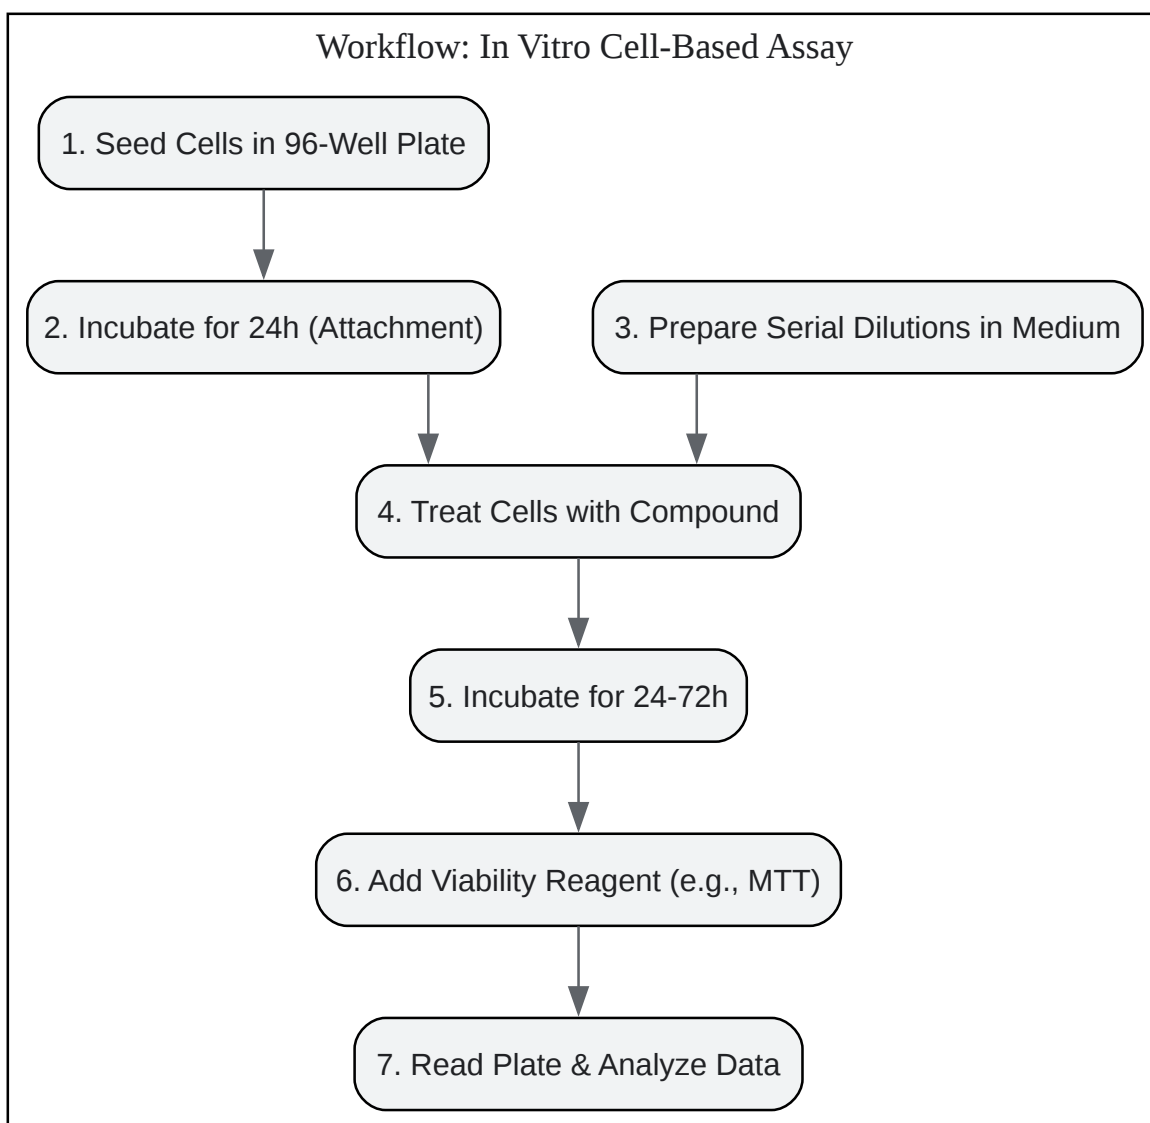 Workflow: In Vitro Cell-Based Assay
1. Seed Cells in 96-Well Plate
2. Incubate for 24h (Attachment)
3. Prepare Serial Dilutions in Medium
4. Treat Cells with Compound
5. Incubate for 24-72h
6. Add Viability Reagent (e.g., MTT)
7. Read Plate & Analyze Data